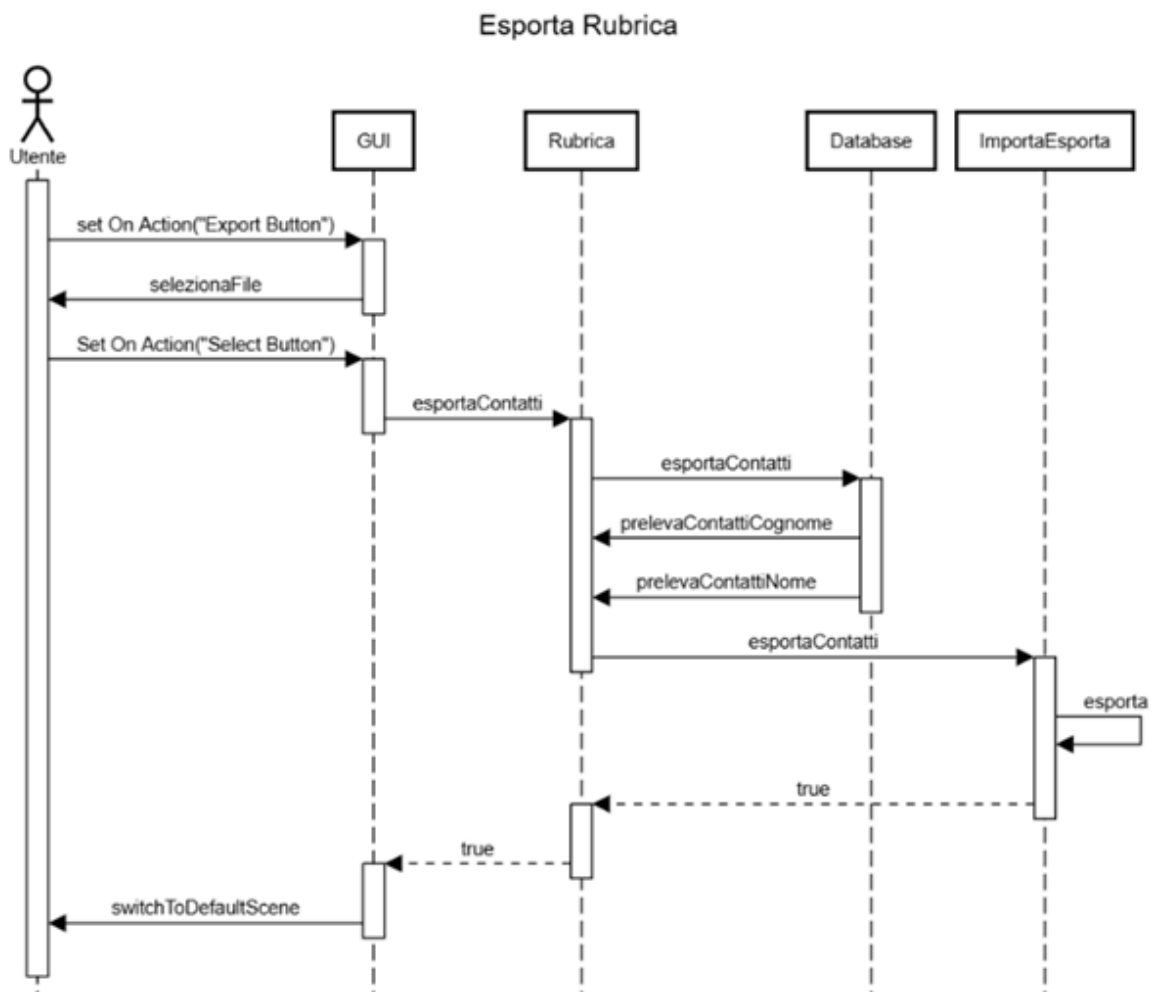 Esporta Rubrica
Utente
GUI
Rubrica
Database
ImportaEsporta
set On Action("Export Button")
selezionaFile
Set On Action("Select Button")
esportaContatti
esportaContatti
prelevaContattiCognome
prelevaContattiNome
esportaContatti
esporta
true
true
switchToDefaultScene